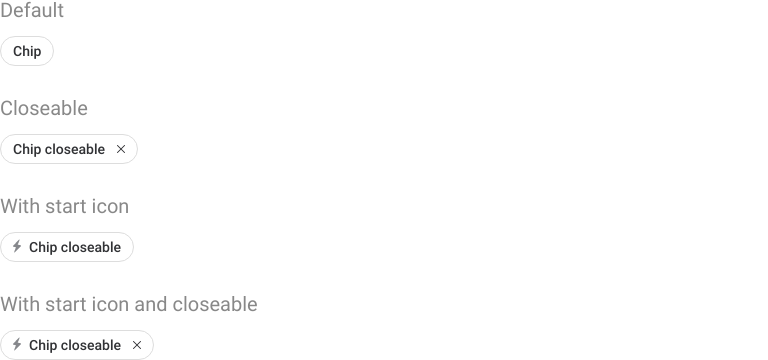 Default
Chip
Closeable
Chip closeable
With start icon
Chip closeable
With start icon and closeable
Chip closeable